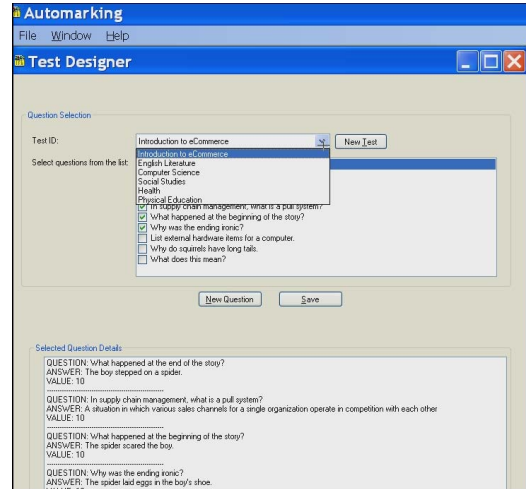 Automarking
File Window Help
Test Designer
Question Selection
Test ID:
Introduction to eCommerce
New Test
Select questions from the list:
Introduction to eCommerce
English Literature
Computer Science
Social Studies
Health
Physical Education
In supply chain management, what is a pull system?
What happened at the beginning of the story?
Why was the ending ironic?
List external hardware items for a computer.
Why do squirrels have long tails.
What does this mean?
New Question Save
Selected Question Details
QUESTION: What happened at the end of the story?
ANSWER: The boy stepped on a spider.
VALUE: 10
QUESTION: In supply chain management, what is a pull system?
ANSWER: A situation in which various sales channels for a single organization operate in competition with each other
VALUE: 10
QUESTION: What happened at the beginning of the story?
ANSWER: The spider scared the boy.
VALUE: 10
QUESTION: Why was the ending ironic?
ANSWER: The spider laid eggs in the boy's shoe.
VALUE: 10